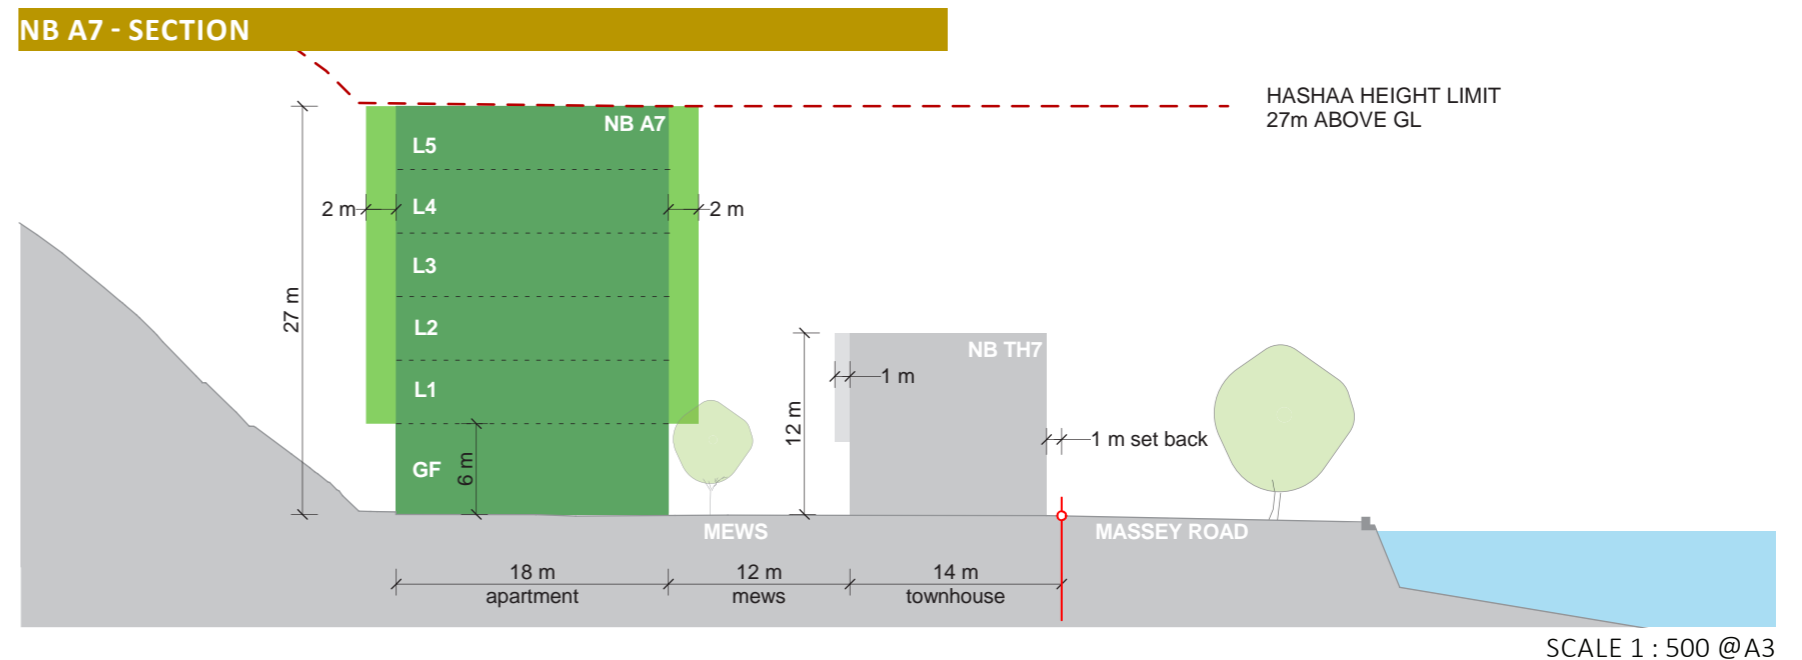 NB A7 - SECTION
HASHAA HEIGHT LIMIT
27m ABOVE GL
NB A7
L5
2 m
L4
2 m
L3
27 m
L2
NB TH7
L1
1 m
12 m
1 m set back
GF
6 m
MEWS
MASSEY ROAD
18 m
apartment
12 m
mews
14 m
townhouse
SCALE 1 : 500 @A3